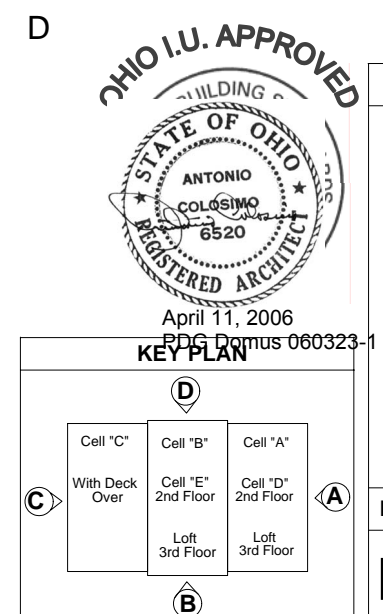 D
OHIO I.U. APPROVED
BUILDING
STATE OF OHIO
ANTONIO
COLOSIMO
6520
REGISTERED ARCHITECT
April 11, 2006
PDG Domus 060323-1
KEY PLAN
D
Cell "C"
With Deck
Over
Cell "B"
Cell "E"
2nd Floor
Loft
3rd Floor
Cell "A"
Cell "D"
2nd Floor
Loft
3rd Floor
C
A
B